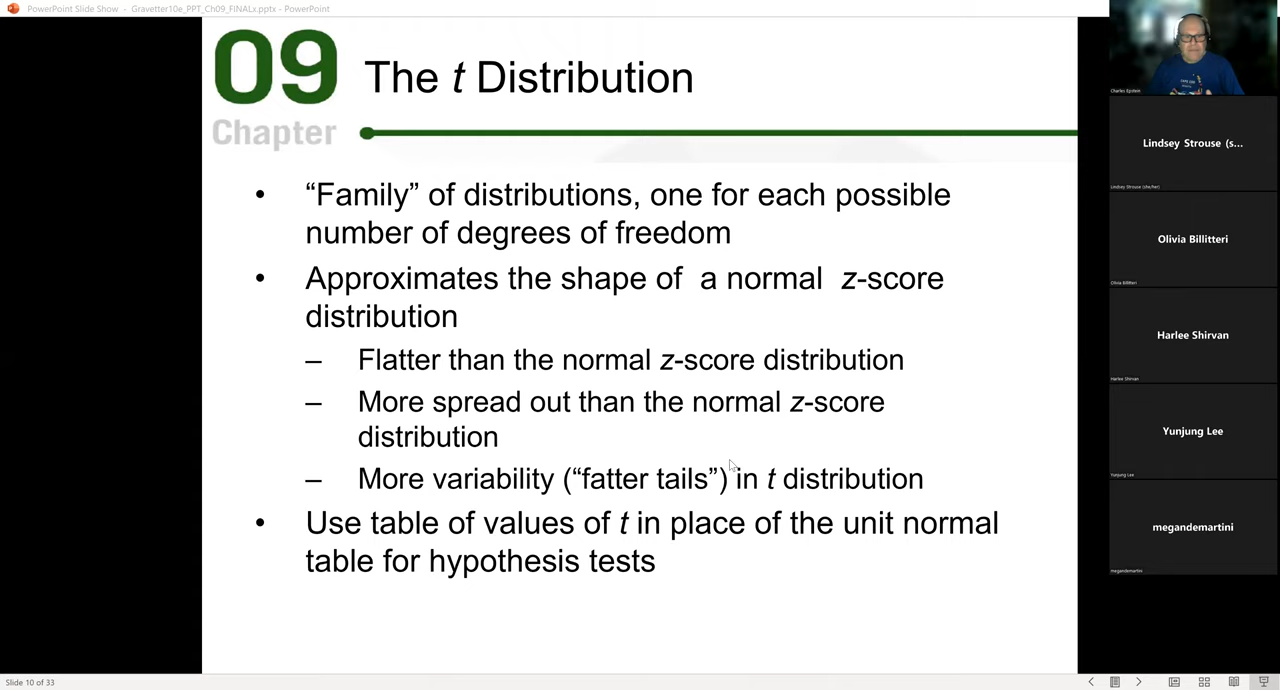 PowerPoint Slide Show - Gravetter10e_PPT_Ch09_FINALx.pptx - PowerPoint
09
Chapter
The t Distribution
• “Family” of distributions, one for each possible
number of degrees of freedom
• Approximates the shape of a normal z-score
distribution
– Flatter than the normal z-score distribution
– More spread out than the normal z-score
distribution
– More variability (“fatter tails”) in t distribution
• Use table of values of t in place of the unit normal
table for hypothesis tests
Charles Epstein
Lindsey Strouse (s...
Lindsey Strouse (she/her)
Olivia Billitteri
Olivia Billitteri
Harlee Shirvan
Harlee Shirvan
Yunjung Lee
Yunjung Lee
megandemartini
megandemartini
Slide 10 of 33